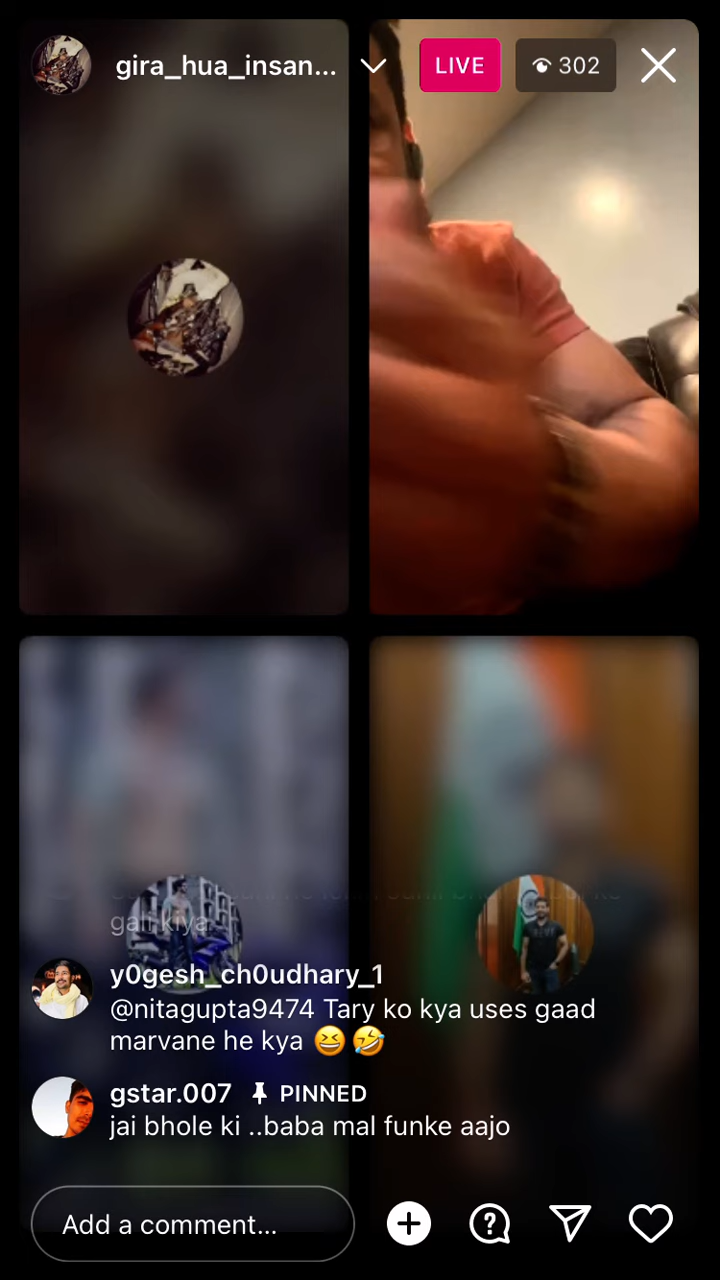 gira_hua_insan...
LIVE
302
gali kiya
y0gesh_ch0udhary_1
@nitagupta9474 Tary ko kya uses gaad
marvane he kya 😆🤣
gstar.007 PINNED
jai bhole ki ..baba mal funke aajo
Add a comment...